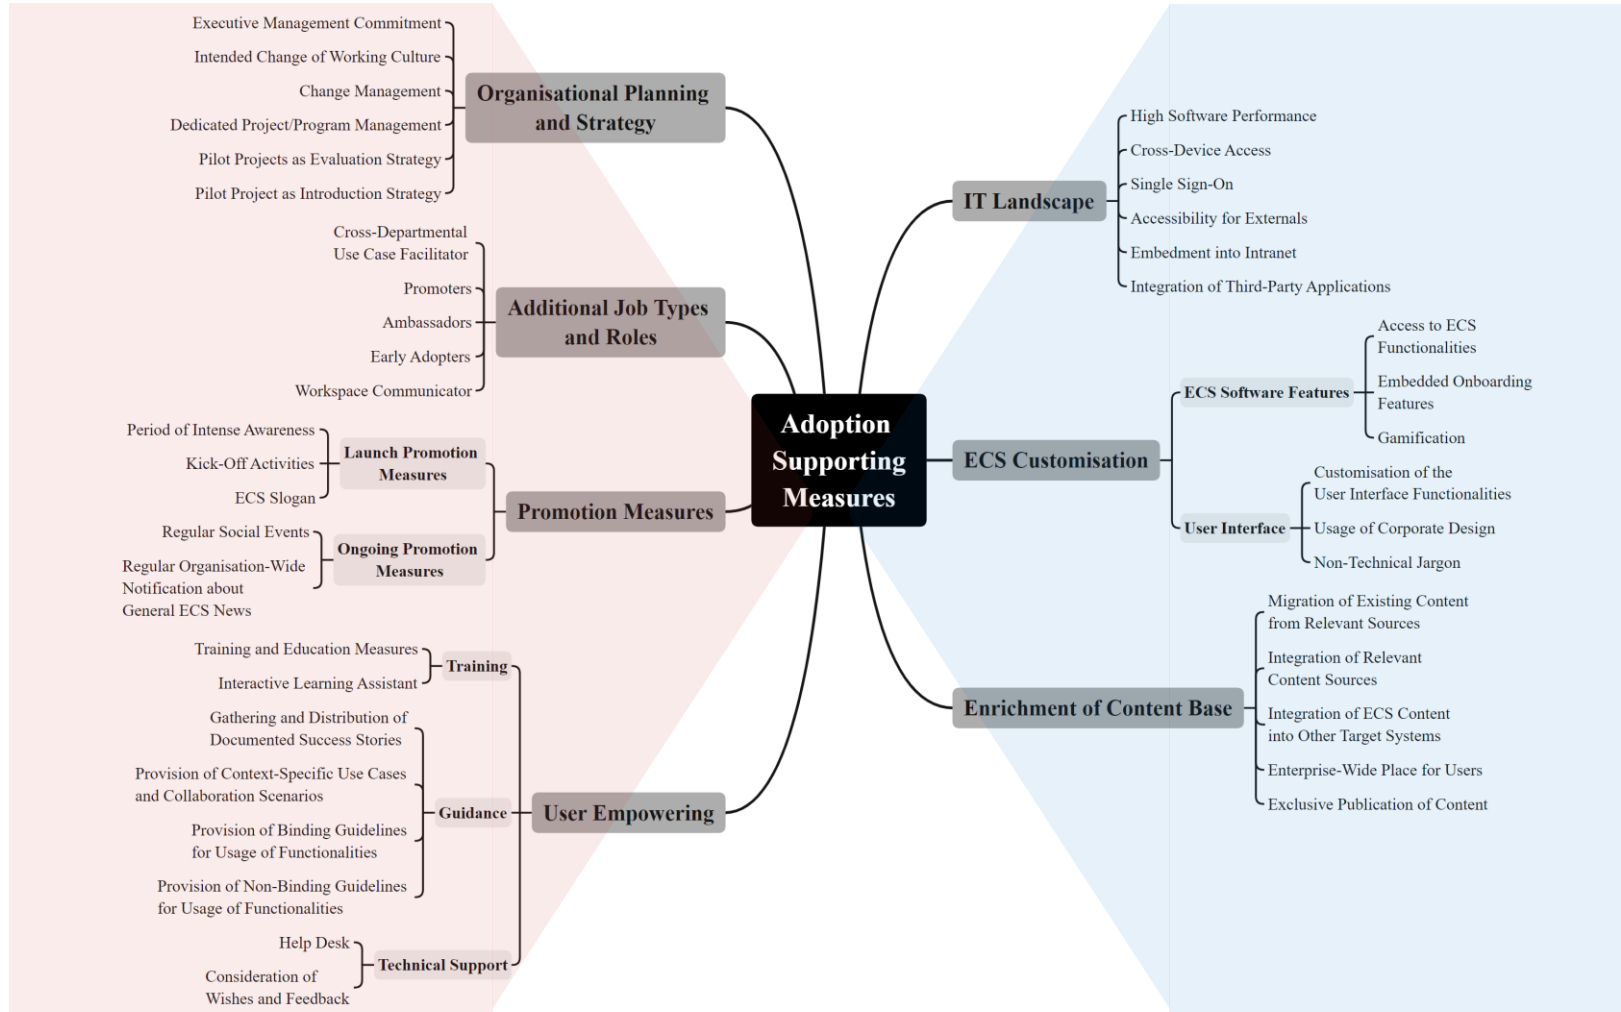 Adoption
Supporting
Measures
Organisational Planning
and Strategy
Executive Management Commitment
Intended Change of Working Culture
Change Management
Dedicated Project/Program Management
Pilot Projects as Evaluation Strategy
Pilot Project as Introduction Strategy
Additional Job Types
and Roles
Cross-Departmental
Use Case Facilitator
Promoters
Ambassadors
Early Adopters
Workspace Communicator
Promotion Measures
Launch Promotion
Measures
Period of Intense Awareness
Kick-Off Activities
ECS Slogan
Ongoing Promotion
Measures
Regular Social Events
Regular Organisation-Wide
Notification about
General ECS News
User Empowering
Training
Training and Education Measures
Interactive Learning Assistant
Guidance
Gathering and Distribution of
Documented Success Stories
Provision of Context-Specific Use Cases
and Collaboration Scenarios
Provision of Binding Guidelines
for Usage of Functionalities
Provision of Non-Binding Guidelines
for Usage of Functionalities
Technical Support
Help Desk
Consideration of
Wishes and Feedback
IT Landscape
High Software Performance
Cross-Device Access
Single Sign-On
Accessibility for Externals
Embedment into Intranet
Integration of Third-Party Applications
ECS Customisation
ECS Software Features
Access to ECS
Functionalities
Embedded Onboarding
Features
Gamification
User Interface
Customisation of the
User Interface Functionalities
Usage of Corporate Design
Non-Technical Jargon
Enrichment of Content Base
Migration of Existing Content
from Relevant Sources
Integration of Relevant
Content Sources
Integration of ECS Content
into Other Target Systems
Enterprise-Wide Place for Users
Exclusive Publication of Content